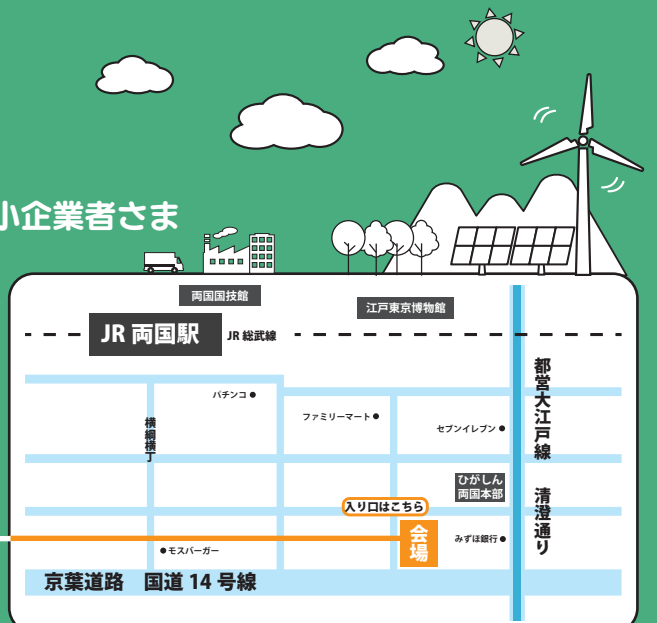 小企業者さま
両国国技館
江戸東京博物館
JR 両国駅
JR 総武線
都営大江戸線
清澄通り
パチンコ
ファミリーマート
セブンイレブン
横綱横丁
ひがしん
両国本部
入り口はこちら
会場
みずほ銀行
モスバーガー
京葉道路 国道 14 号線